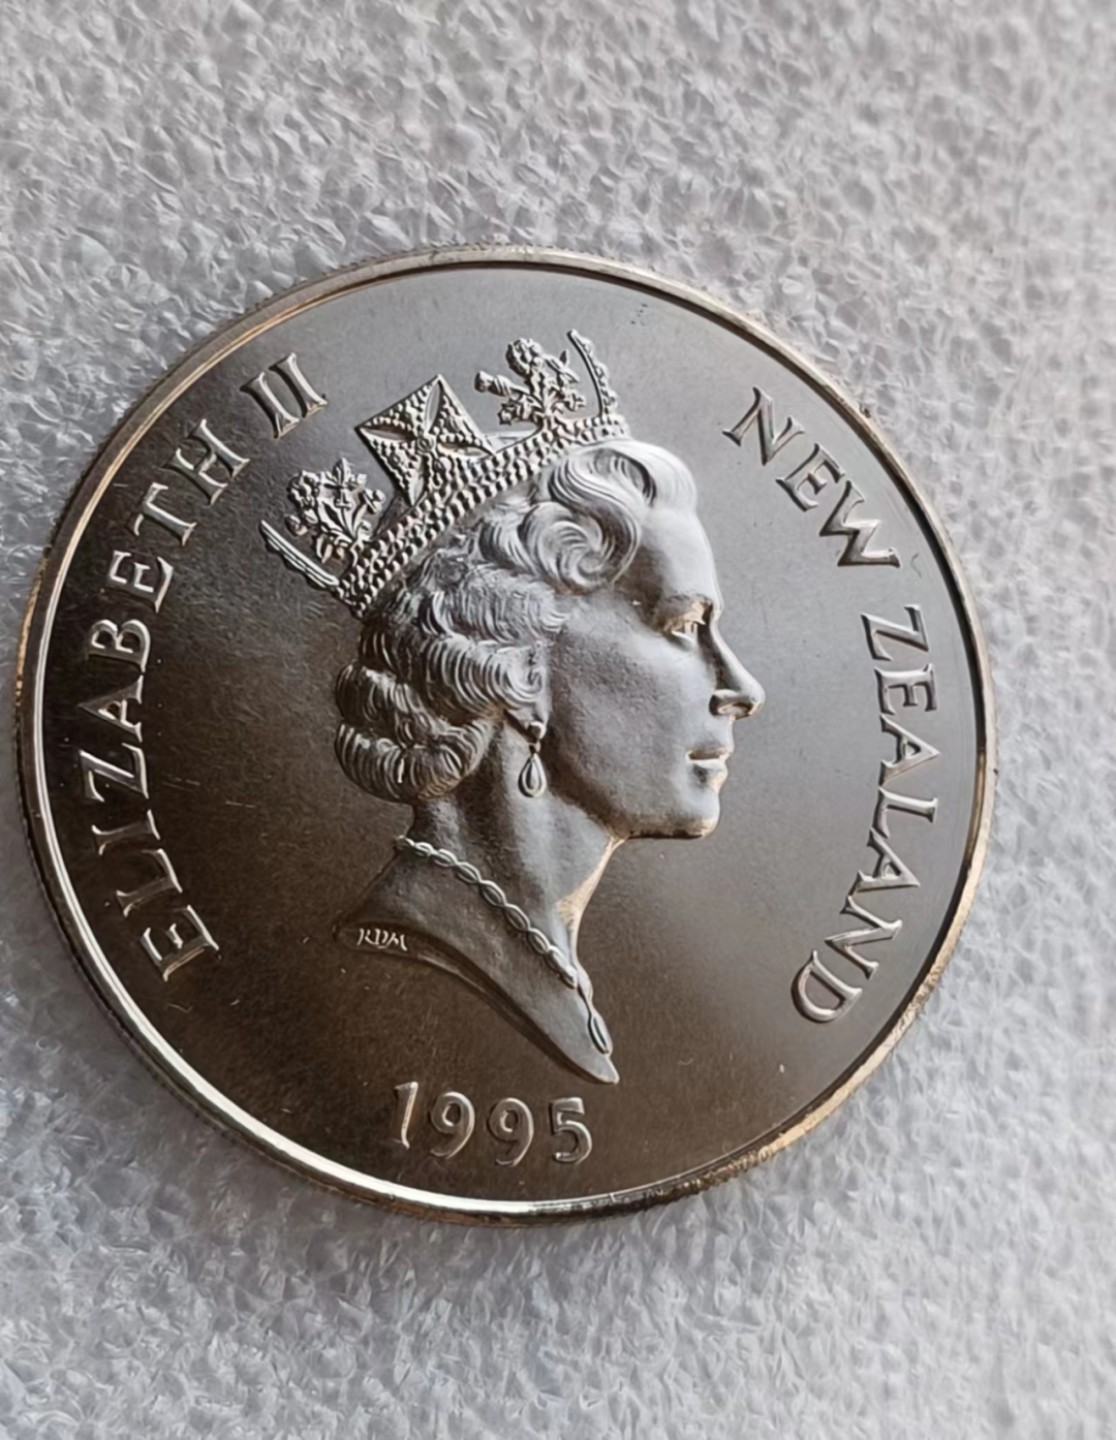 ELIZABETH II
NEW ZEALAND
RDM
1995